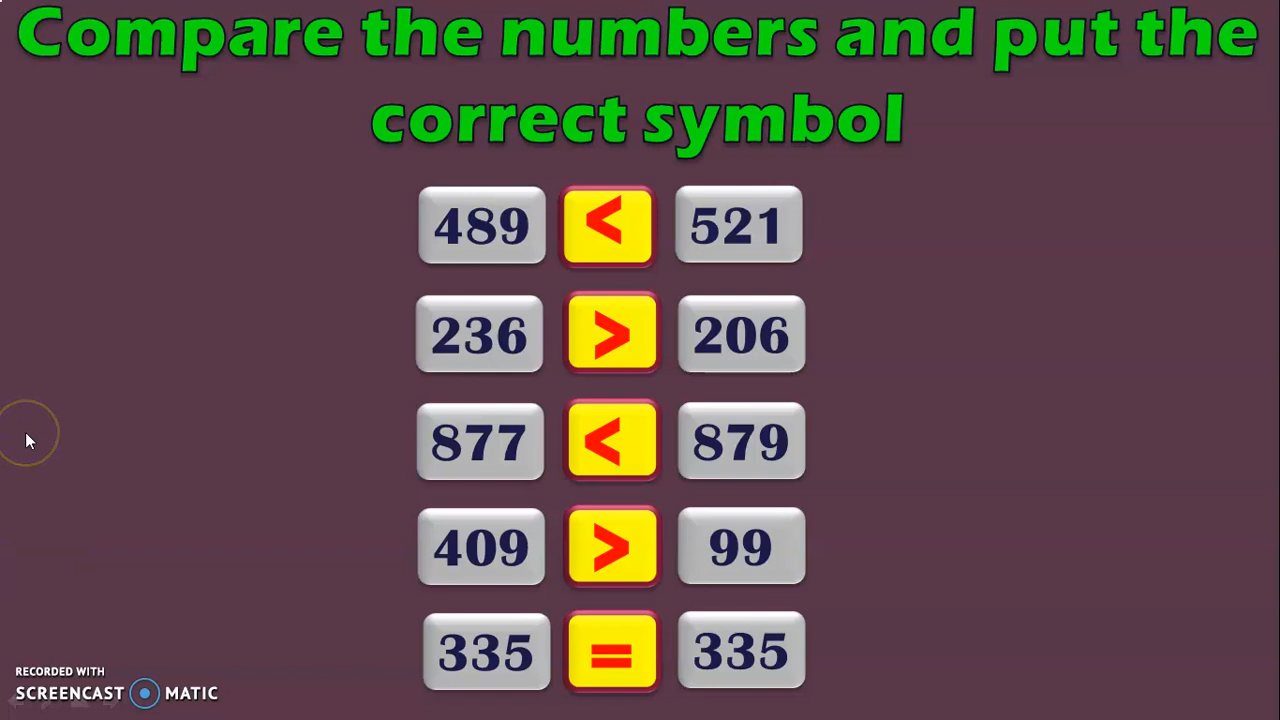 Compare the numbers and put the
correct symbol
489 < 521
236 > 206
877 < 879
409 > 99
335 = 335
RECORDED WITH
SCREENCAST MATIC